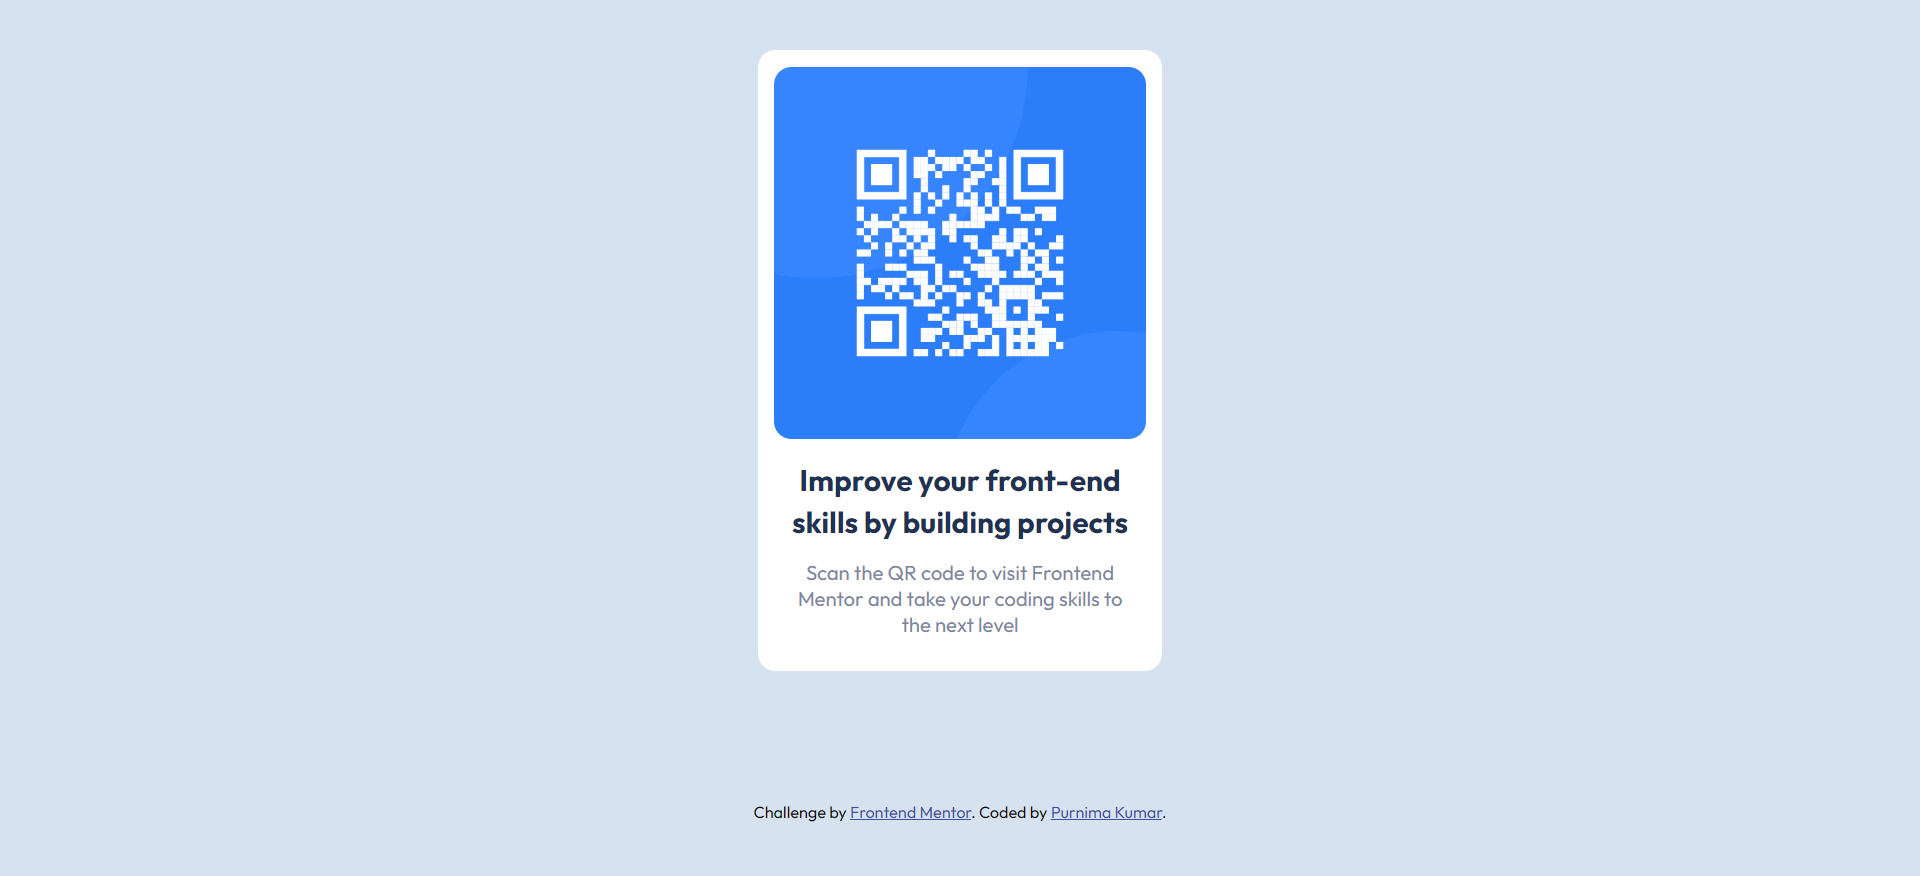 Improve your front-end
skills by building projects
Scan the QR code to visit Frontend
Mentor and take your coding skills to
the next level
Challenge by Frontend Mentor. Coded by Purnima Kumar.